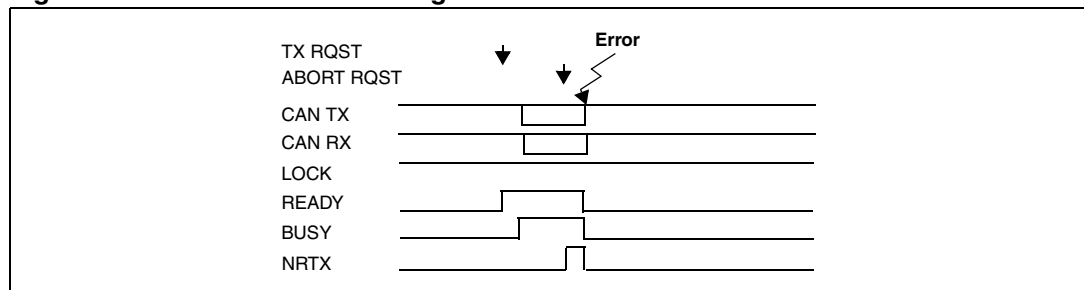 TX RQST
Error
ABORT RQST
CAN TX
CAN RX
LOCK
READY
BUSY
NRTX